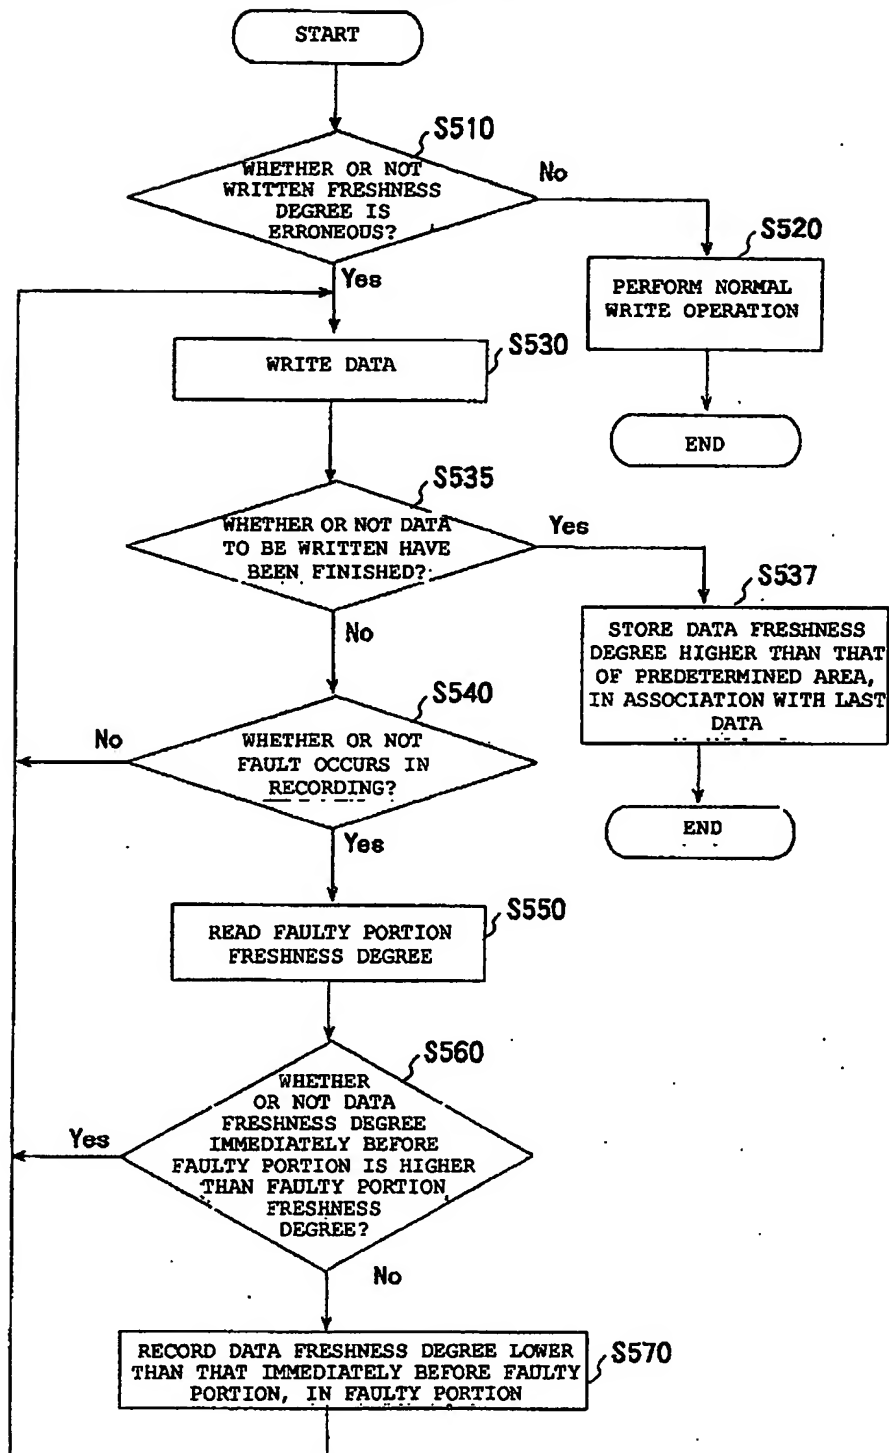 START
S510
WHETHER OR NOT
WRITTEN FRESHNESS
DEGREE IS
ERRONEOUS?
No
Yes
S520
PERFORM NORMAL
WRITE OPERATION
END
S530
WRITE DATA
S535
WHETHER OR NOT DATA
TO BE WRITTEN HAVE
BEEN FINISHED?
Yes
No
S537
STORE DATA FRESHNESS
DEGREE HIGHER THAN THAT
OF PREDETERMINED AREA,
IN ASSOCIATION WITH LAST
DATA
END
S540
WHETHER OR NOT
FAULT OCCURS IN
RECORDING?
No
Yes
S550
READ FAULTY PORTION
FRESHNESS DEGREE
S560
WHETHER
OR NOT DATA
FRESHNESS DEGREE
IMMEDIATELY BEFORE
FAULTY PORTION IS HIGHER
THAN FAULTY PORTION
FRESHNESS
DEGREE?
Yes
No
S570
RECORD DATA FRESHNESS DEGREE LOWER
THAN THAT IMMEDIATELY BEFORE FAULTY
PORTION, IN FAULTY PORTION